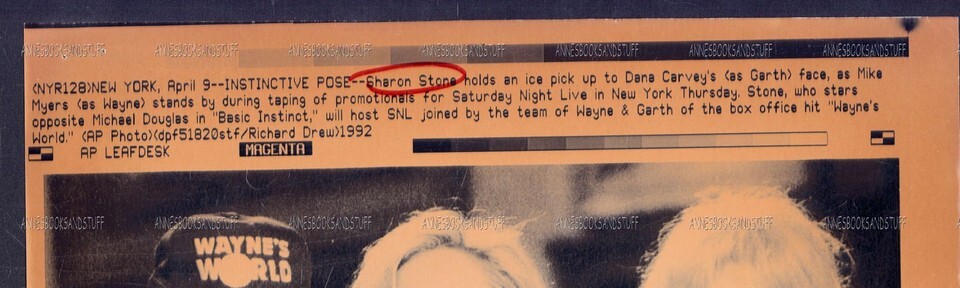 ANNESBOOKSANDSTUFF ANNESBOOKSANDSTUFF ANNESBOOKSANDSTUFF ANNESBOOKSANDSTUFF ANNESBOOKSANDSTUFF ANNESBOOKSANDSTUFF ANNESBOOKSANDSTUFF
(NYR128)NEW YORK, April 9--INSTINCTIVE POSE--Sharon Stone holds an ice pick up to Dana Carvey's (as Garth) face, as Mike
Myers (as Wayne) stands by during taping of promotionals for Saturday Night Live in New York Thursday. Stone, who stars
opposite Michael Douglas in "Basic Instinct," will host SNL joined by the team of Wayne & Garth of the box office hit "Wayne's
World." (AP Photo)(dpf51820stf/Richard Drew)1992
AP LEAFDESK MAGENTA
ANNESBOOKSANDSTUFF ANNESBOOKSANDSTUFF ANNESBOOKSANDSTUFF ANNESBOOKSANDSTUFF ANNESBOOKSANDSTUFF ANNESBOOKSANDSTUFF ANNESBOOKSANDSTUFF
WAYNE'S
WORLD